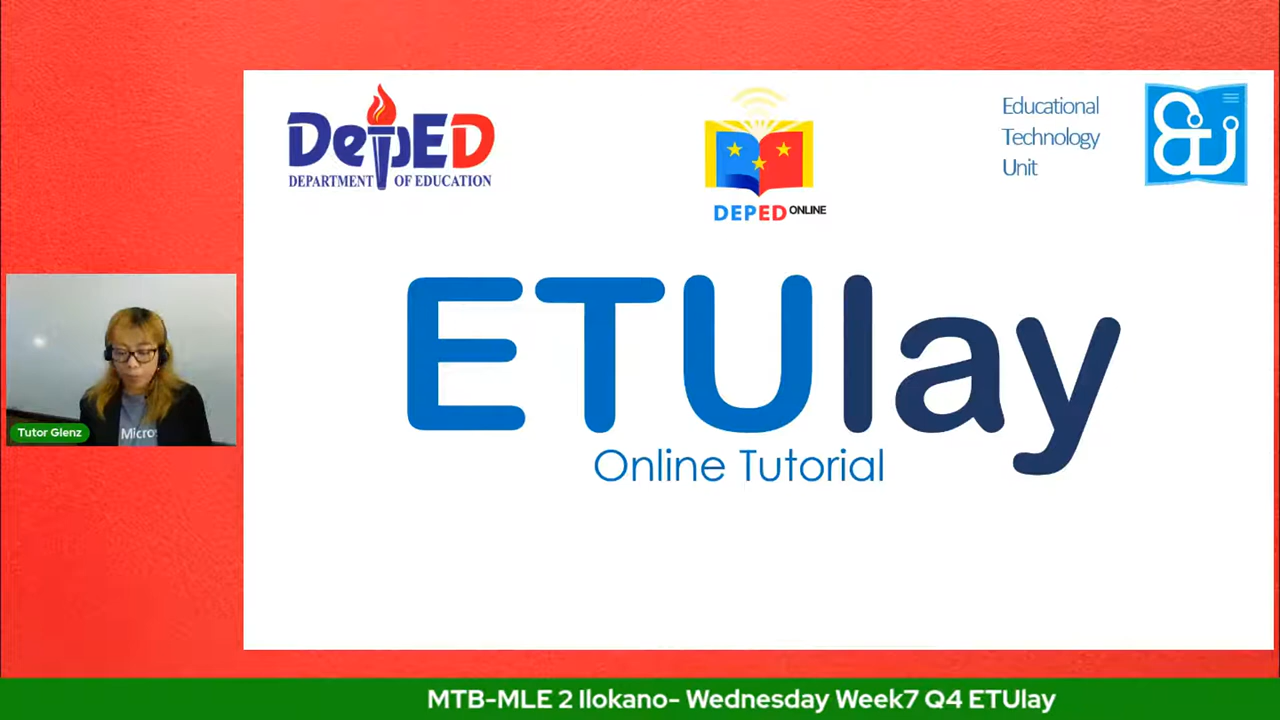 DepED
DEPARTMENT OF EDUCATION
DEPED ONLINE
Educational
Technology
Unit
ETUlay
Online Tutorial
Tutor Glenz
Micro
MTB-MLE 2 Ilokano- Wednesday Week7 Q4 ETUlay